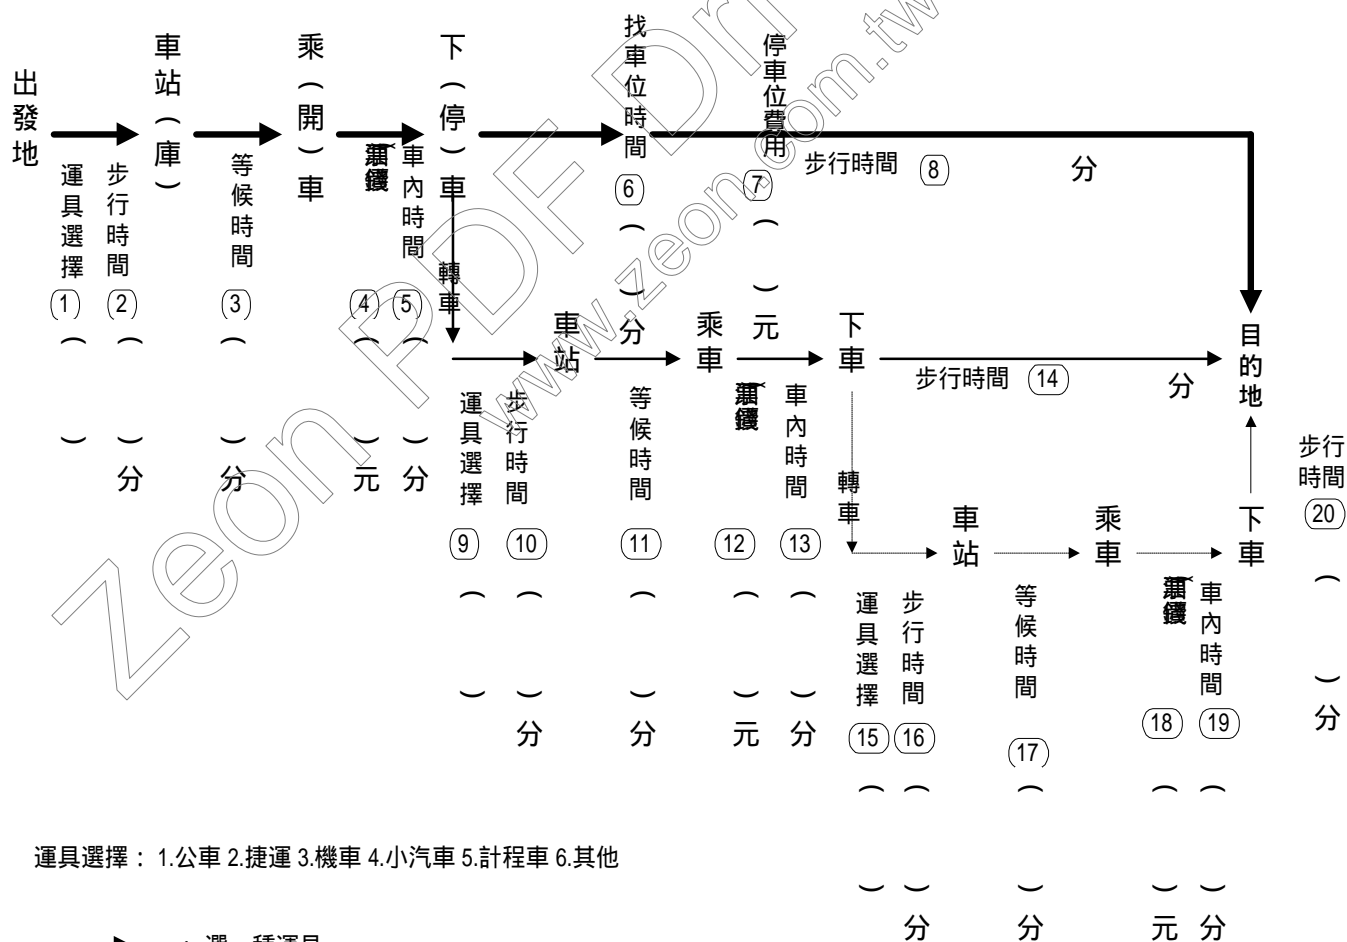 出發地
車站（庫）
乘（開）車
下（停）車
找車位時間
停車位費用
運具選擇
步行時間
等候時間
車內時間
轉車
步行時間 8 分
1
2
3
4
5
6
7
（ ）
（ ）分
（ ）分
（ ）元
（ ）分
（ ）分
（ ）元
車站
乘車
下車
目的地
運具選擇
步行時間
等候時間
車內時間
轉車
步行時間 14 分
9
10
11
12
13
（ ）
（ ）分
（ ）分
（ ）元
（ ）分
車站
乘車
下車
步行
時間
20
（ ）分
運具選擇
步行時間
等候時間
車內時間
15
16
17
18
19
（ ）
（ ）分
（ ）分
（ ）元
（ ）分
運具選擇：1.公車 2.捷運 3.機車 4.小汽車 5.計程車 6.其他
Zeon PDF Dri
www.zeon.com.tw